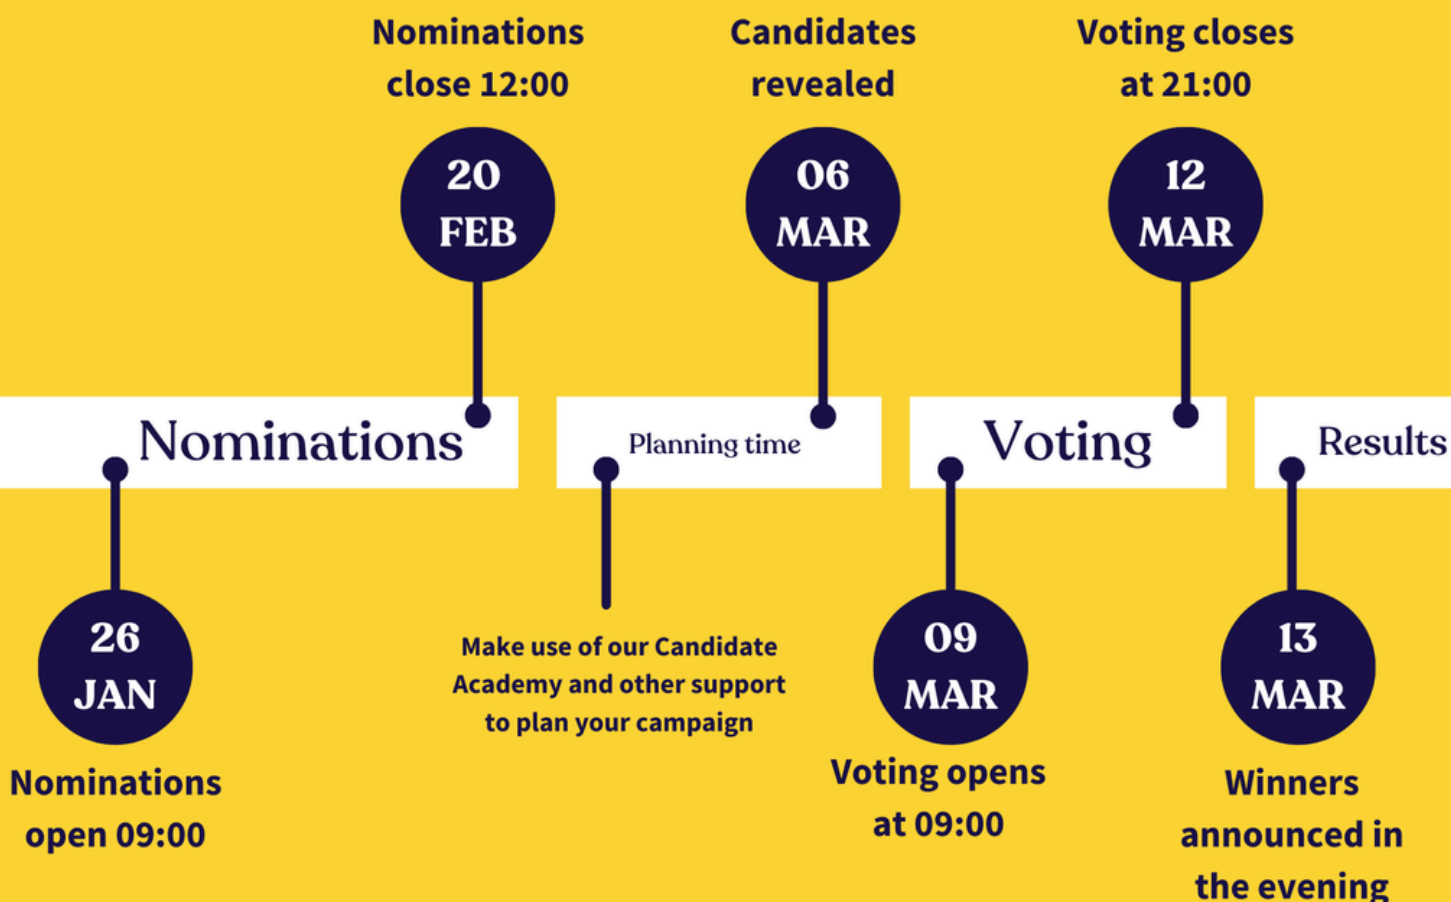 Nominations
close 12:00
20
FEB
Candidates
revealed
06
MAR
Voting closes
at 21:00
12
MAR
Nominations
Planning time
Voting
Results
26
JAN
Nominations
open 09:00
Make use of our Candidate
Academy and other support
to plan your campaign
09
MAR
Voting opens
at 09:00
13
MAR
Winners
announced in
the evening